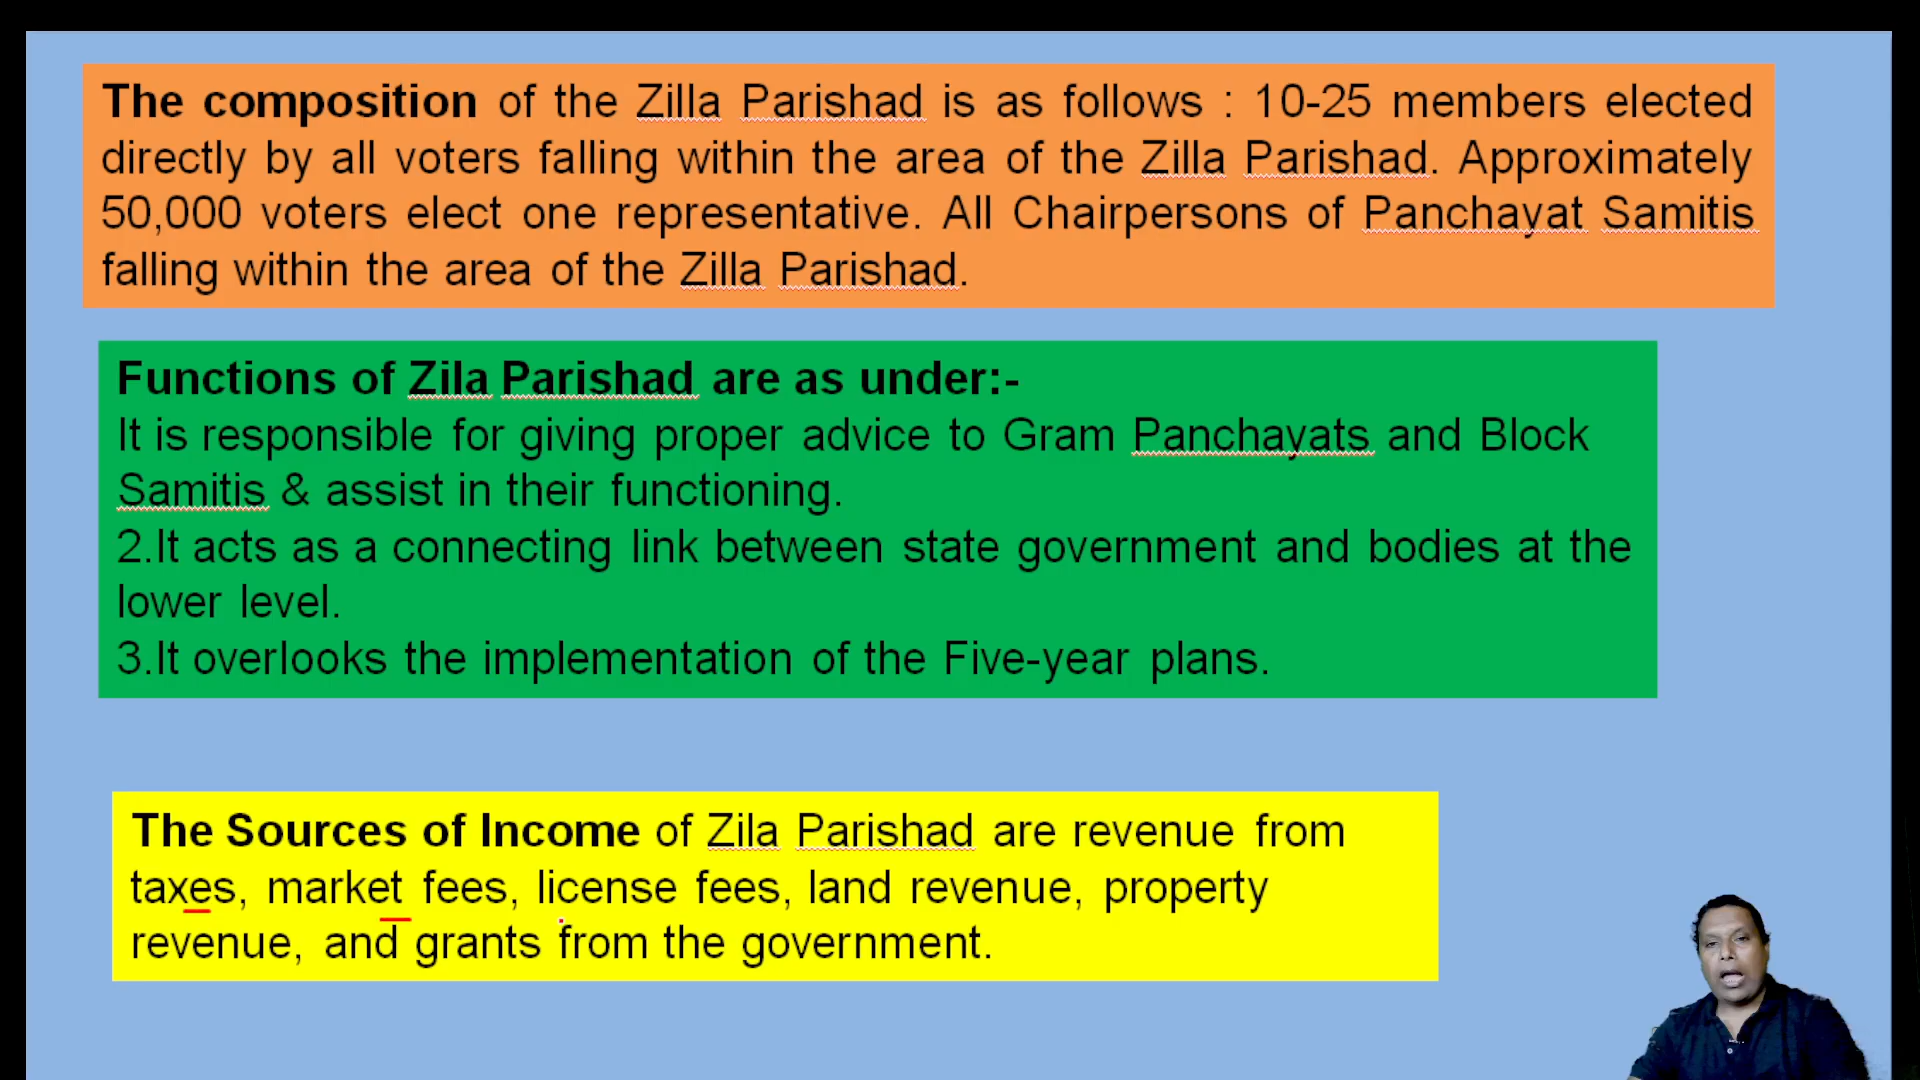 The composition of the Zilla Parishad is as follows : 10-25 members elected
directly by all voters falling within the area of the Zilla Parishad. Approximately
50,000 voters elect one representative. All Chairpersons of Panchayat Samitis
falling within the area of the Zilla Parishad.
Functions of Zila Parishad are as under:-
It is responsible for giving proper advice to Gram Panchayats and Block
Samitis & assist in their functioning.
2.It acts as a connecting link between state government and bodies at the
lower level.
3.It overlooks the implementation of the Five-year plans.
The Sources of Income of Zila Parishad are revenue from
taxes, market fees, license fees, land revenue, property
revenue, and grants from the government.